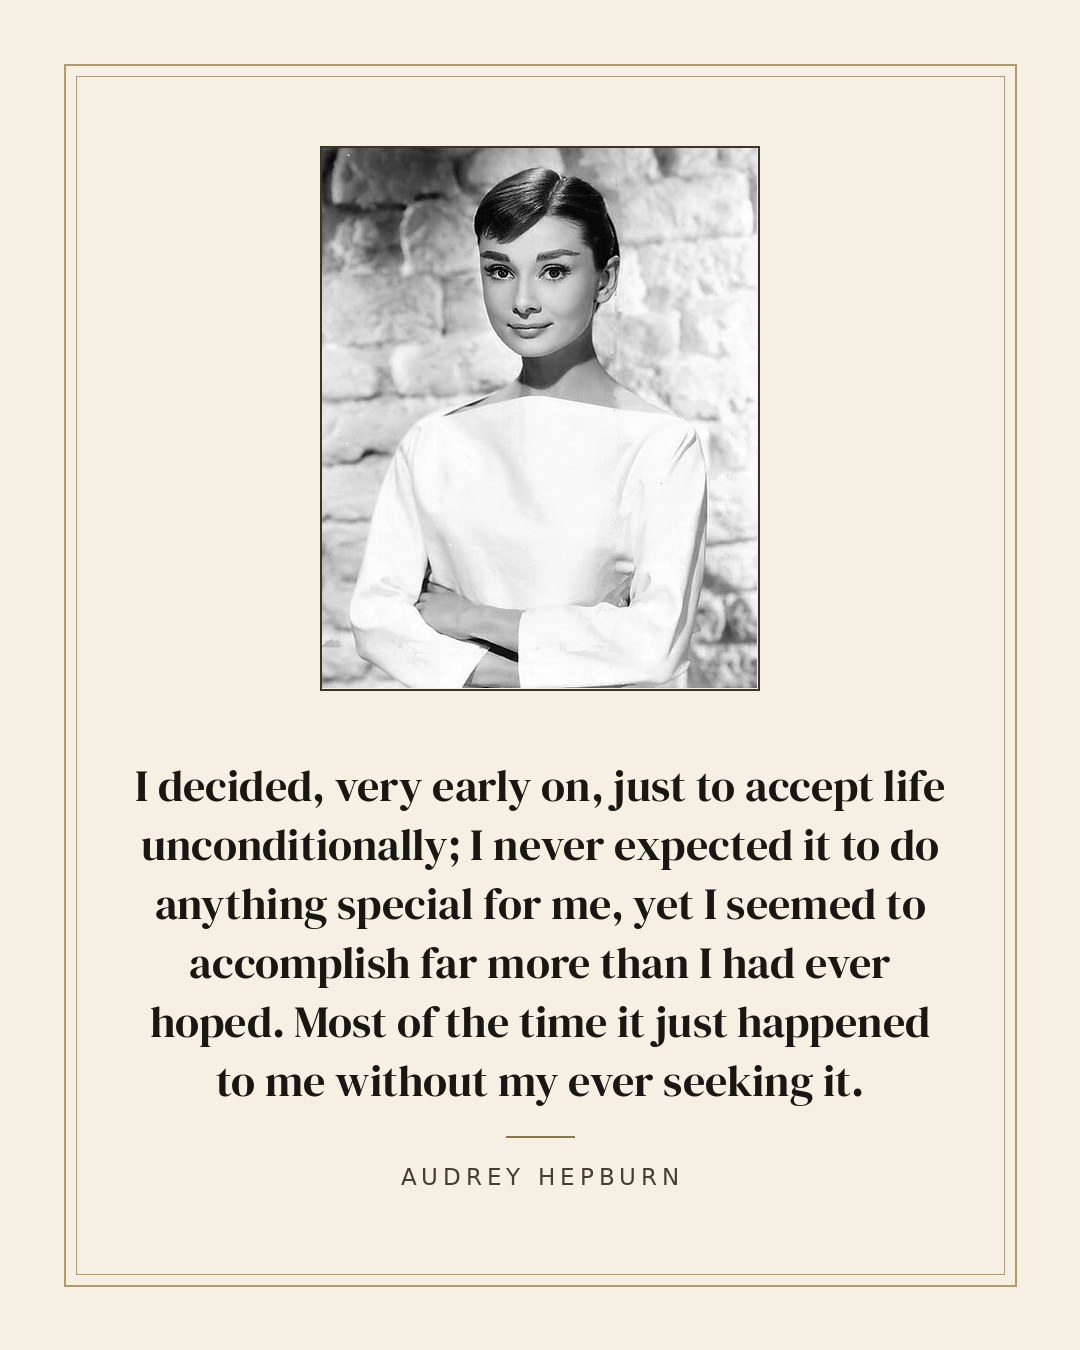 I decided, very early on, just to accept life
unconditionally; I never expected it to do
anything special for me, yet I seemed to
accomplish far more than I had ever
hoped. Most of the time it just happened
to me without my ever seeking it.
AUDREY HEPBURN